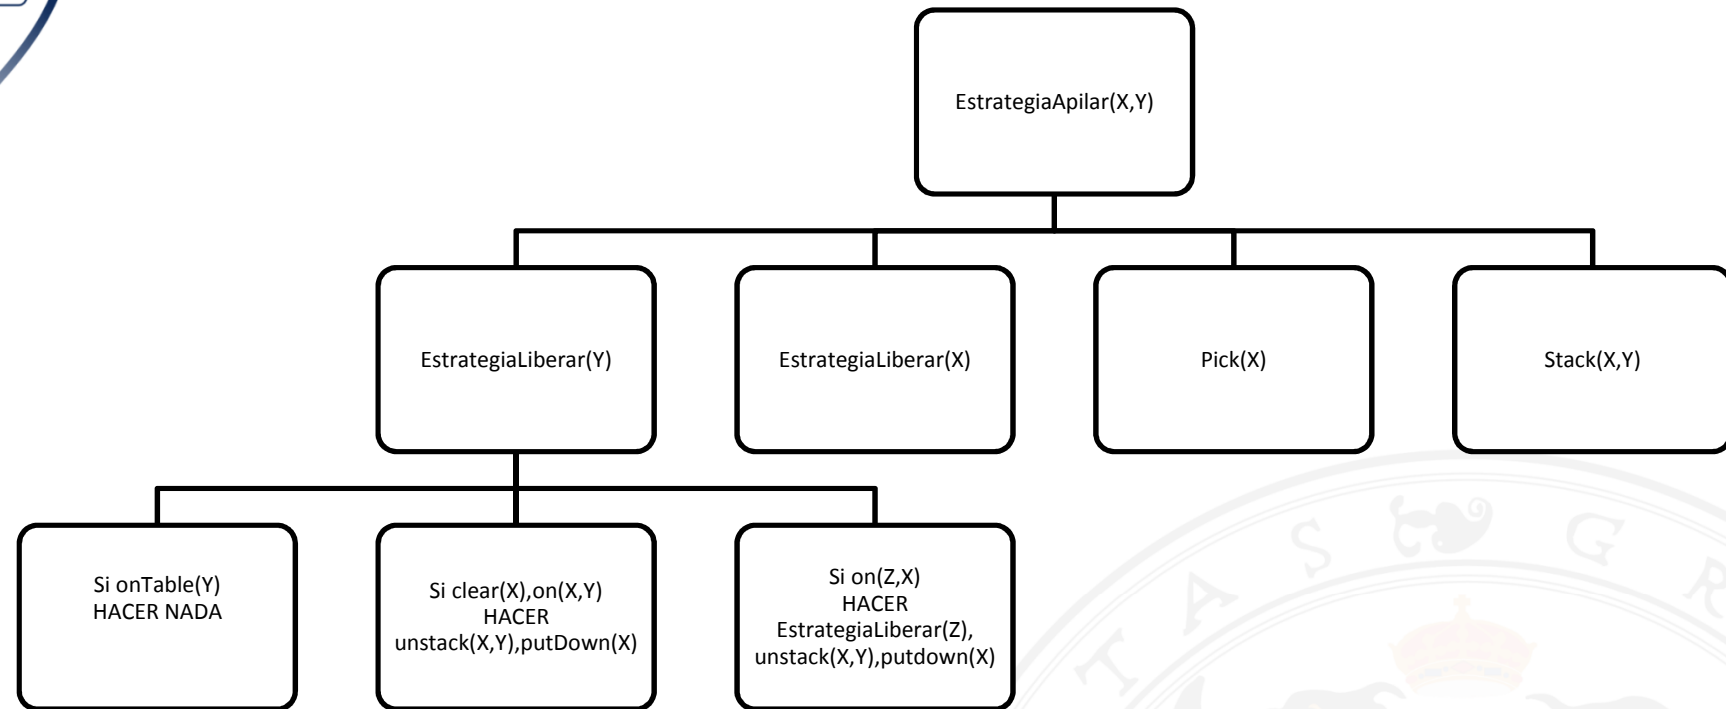 EstrategiaApilar(X,Y)
EstrategiaLiberar(Y)
EstrategiaLiberar(X)
Pick(X)
Stack(X,Y)
Si onTable(Y)
HACER NADA
Si clear(X),on(X,Y)
HACER
unstack(X,Y),putDown(X)
Si on(Z,X)
HACER
EstrategiaLiberar(Z),
unstack(X,Y),putdown(X)
T A S G R